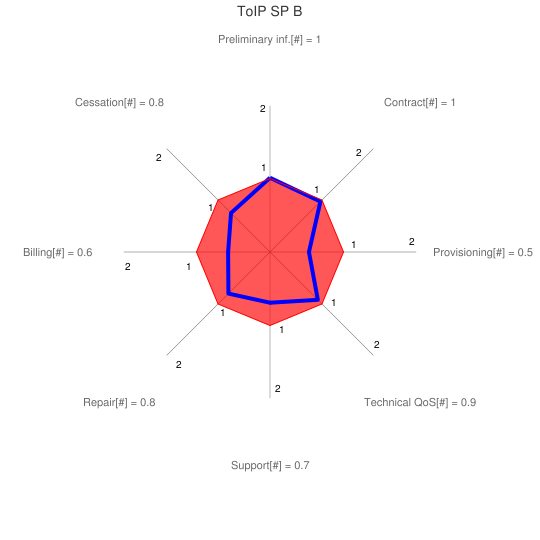 ToIP SP B
Preliminary inf.[#] = 1
Cessation[#] = 0.8
Contract[#] = 1
2
2
2
1
1
1
Billing[#] = 0.6
2
1
1
2
Provisioning[#] = 0.5
1
1
1
2
2
2
Repair[#] = 0.8
Technical QoS[#] = 0.9
Support[#] = 0.7